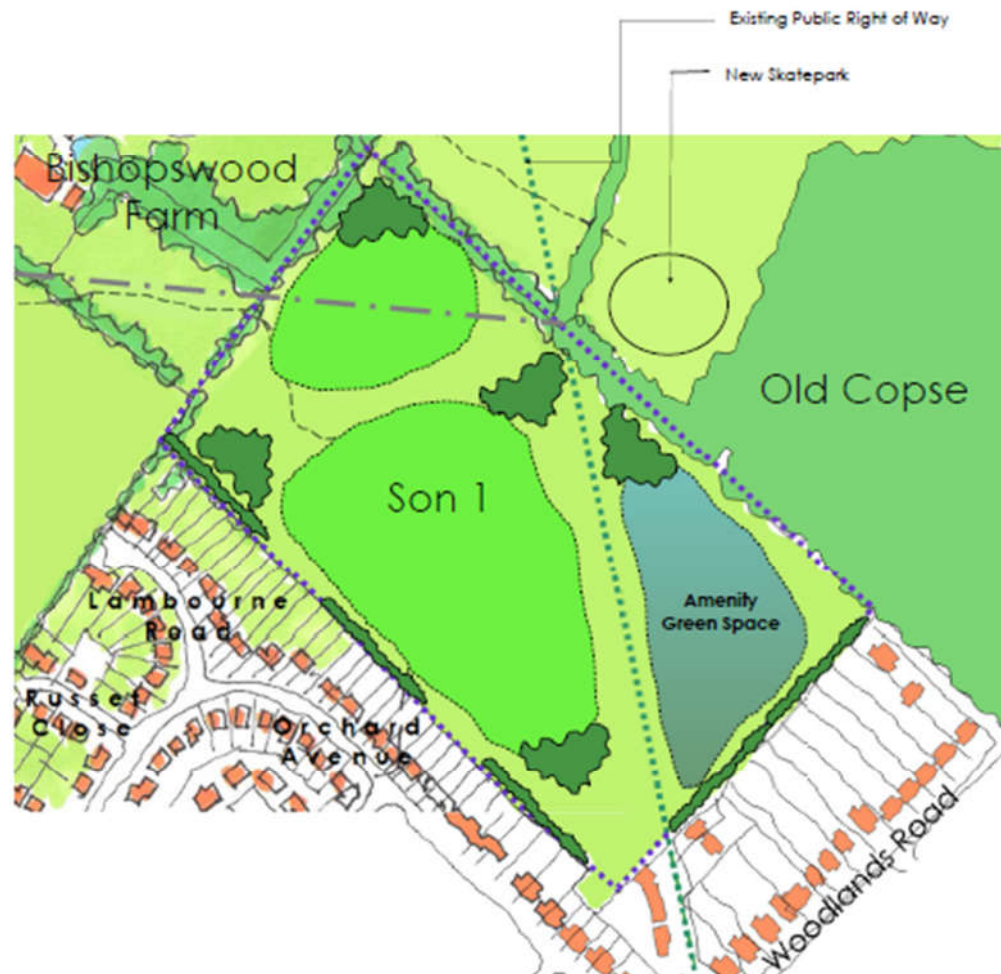 Existing Public Right of Way
New Skatepark
Bishopswood
Farm
Old Copse
Son 1
Amenity
Green Space
Lambourne
Road
Russet
Close
Orchard
Avenue
Woodlands Road